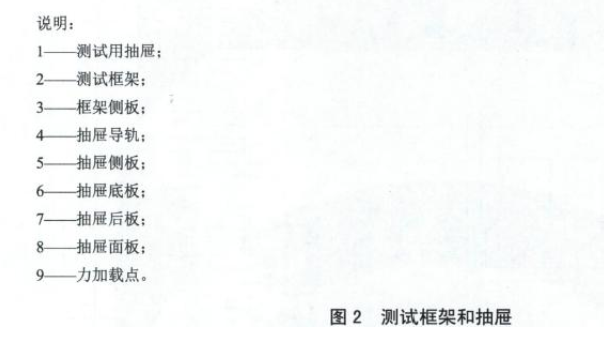 说明：
1——测试用抽屉；
2——测试框架；
3——框架侧板；
4——抽屉导轨；
5——抽屉侧板；
6——抽屉底板；
7——抽屉后板；
8——抽屉面板；
9——力加载点。
图 2 测试框架和抽屉